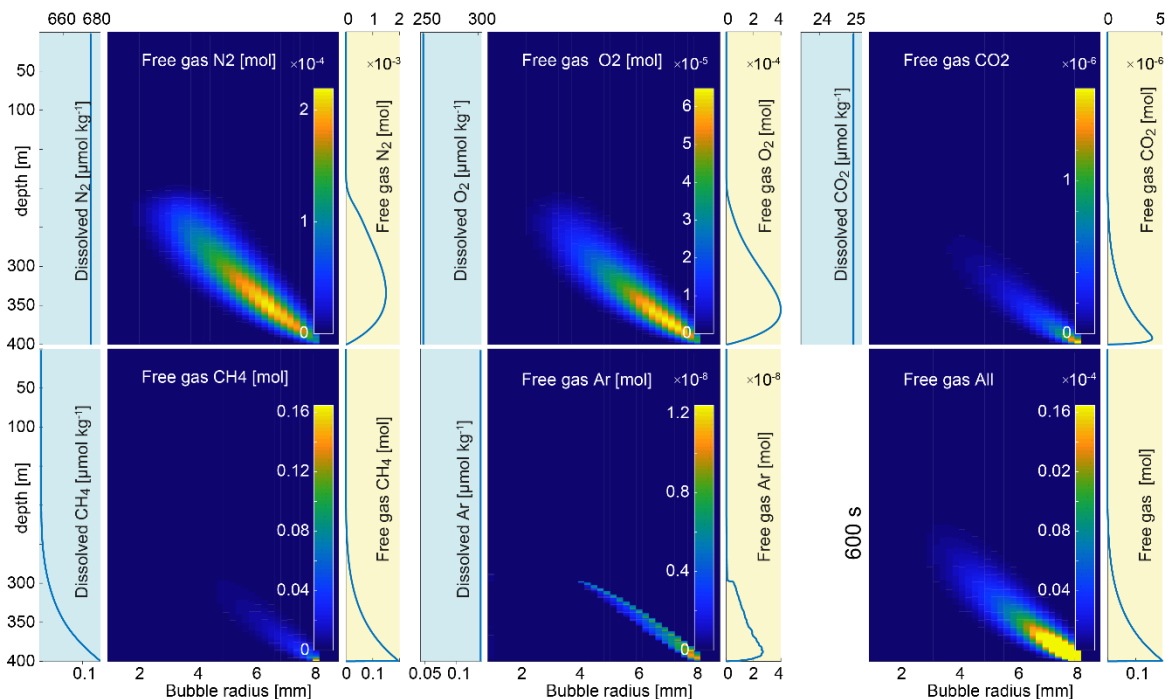 660 680
0 1 2
250 300
0 2 4
24 25
0 5
Free gas N2 [mol]
×10⁻⁴
×10⁻³
Free gas O2 [mol]
×10⁻⁵
×10⁻⁴
Free gas CO2
×10⁻⁶
×10⁻⁶
depth [m]
50
100
300
350
400
Dissolved N₂ [µmol kg⁻¹]
2
1
0
Free gas N₂ [mol]
Dissolved O₂ [µmol kg⁻¹]
6
5
4
3
2
1
0
Free gas O₂ [mol]
Dissolved CO₂ [µmol kg⁻¹]
1
0
Free gas CO₂ [mol]
Free gas CH4 [mol]
Free gas Ar [mol]
×10⁻⁸
×10⁻⁸
Free gas All
×10⁻⁴
depth [m]
50
100
300
350
400
Dissolved CH₄ [µmol kg⁻¹]
0.16
0.12
0.08
0.04
0
Free gas CH₄ [mol]
Dissolved Ar [µmol kg⁻¹]
1.2
0.8
0.4
0
Free gas Ar [mol]
600 s
0.16
0.02
0.04
0.04
0
Free gas [mol]
0.1
2 4 6 8
0 1 2
0.05 0.1
2 4 6 8
0 2 4
2 4 6 8
0 5
Bubble radius [mm]
Bubble radius [mm]
Bubble radius [mm]